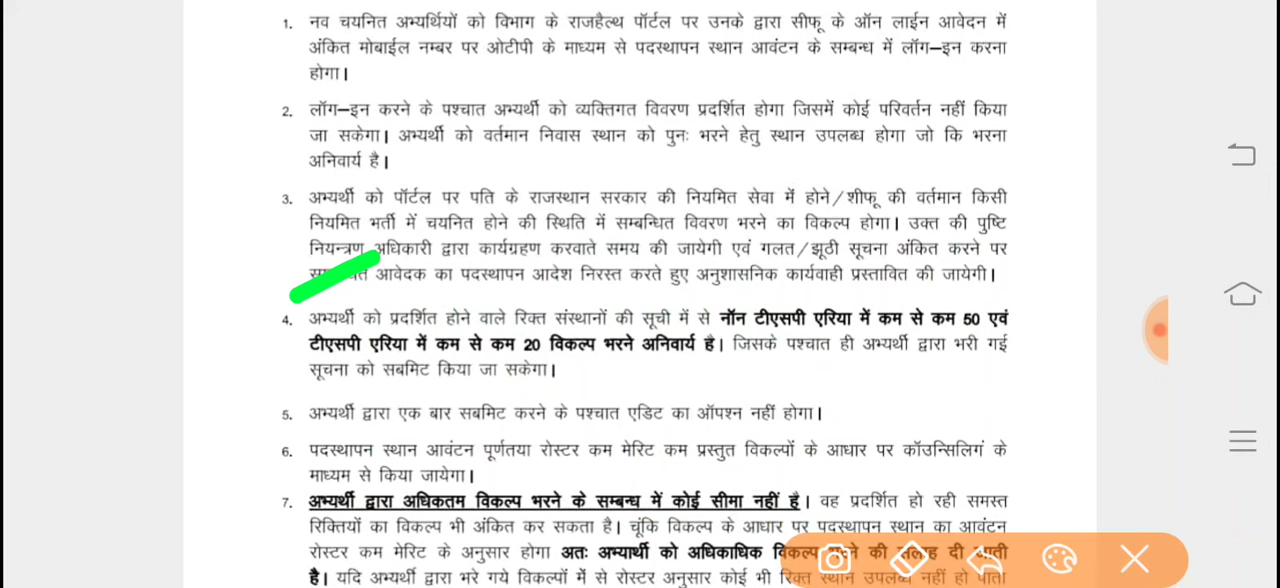 1. नव चयनित अभ्यर्थियों को विभाग के राजहैल्थ पॉर्टल पर उनके द्वारा सीफू के ऑन लाईन आवेदन में
अंकित मोबाईल नम्बर पर ओटीपी के माध्यम से पदस्थापन स्थान आवंटन के सम्बन्ध में लॉग–इन करना
होगा।
2. लॉग–इन करने के पश्चात अभ्यर्थी को व्यक्तिगत विवरण प्रदर्शित होगा जिसमें कोई परिवर्तन नहीं किया
जा सकेगा। अभ्यर्थी को वर्तमान निवास स्थान को पुनः भरने हेतु स्थान उपलब्ध होगा जो कि भरना
अनिवार्य है।
3. अभ्यर्थी को पॉर्टल पर पति के राजस्थान सरकार की नियमित सेवा में होने/शीफू की वर्तमान किसी
नियमित भर्ती में चयनित होने की स्थिति में सम्बन्धित विवरण भरने का विकल्प होगा। उक्त की पुष्टि
नियन्त्रण अधिकारी द्वारा कार्यग्रहण करवाते समय की जायेगी एवं गलत/झूठी सूचना अंकित करने पर
आवेदक का पदस्थापन आदेश निरस्त करते हुए अनुशासनिक कार्यवाही प्रस्तावित की जायेगी।
4. अभ्यर्थी को प्रदर्शित होने वाले रिक्त संस्थानों की सूची में से नॉन टीएसपी एरिया में कम से कम 50 एवं
टीएसपी एरिया में कम से कम 20 विकल्प भरने अनिवार्य है। जिसके पश्चात ही अभ्यर्थी द्वारा भरी गई
सूचना को सबमिट किया जा सकेगा।
5. अभ्यर्थी द्वारा एक बार सबमिट करने के पश्चात एडिट का ऑपश्न नहीं होगा।
6. पदस्थापन स्थान आवंटन पूर्णतया रोस्टर कम मेरिट कम प्रस्तुत विकल्पों के आधार पर कॉउन्सिलिगं के
माध्यम से किया जायेगा।
7. अभ्यर्थी द्वारा अधिकतम विकल्प भरने के सम्बन्ध में कोई सीमा नहीं है। वह प्रदर्शित हो रही समस्त
रिक्तियों का विकल्प भी अंकित कर सकता है। चूंकि विकल्प के आधार पर पदस्थापन स्थान का आवंटन
रोस्टर कम मेरिट के अनुसार होगा अतः अभ्यार्थी को अधिकाधिक विकल्प की सलाह दी जाती
है। यदि अभ्यर्थी द्वारा भरे गये विकल्पों में से रोस्टर अनुसार कोई भी रिक्त स्थान उपलब्ध नहीं हो पाता